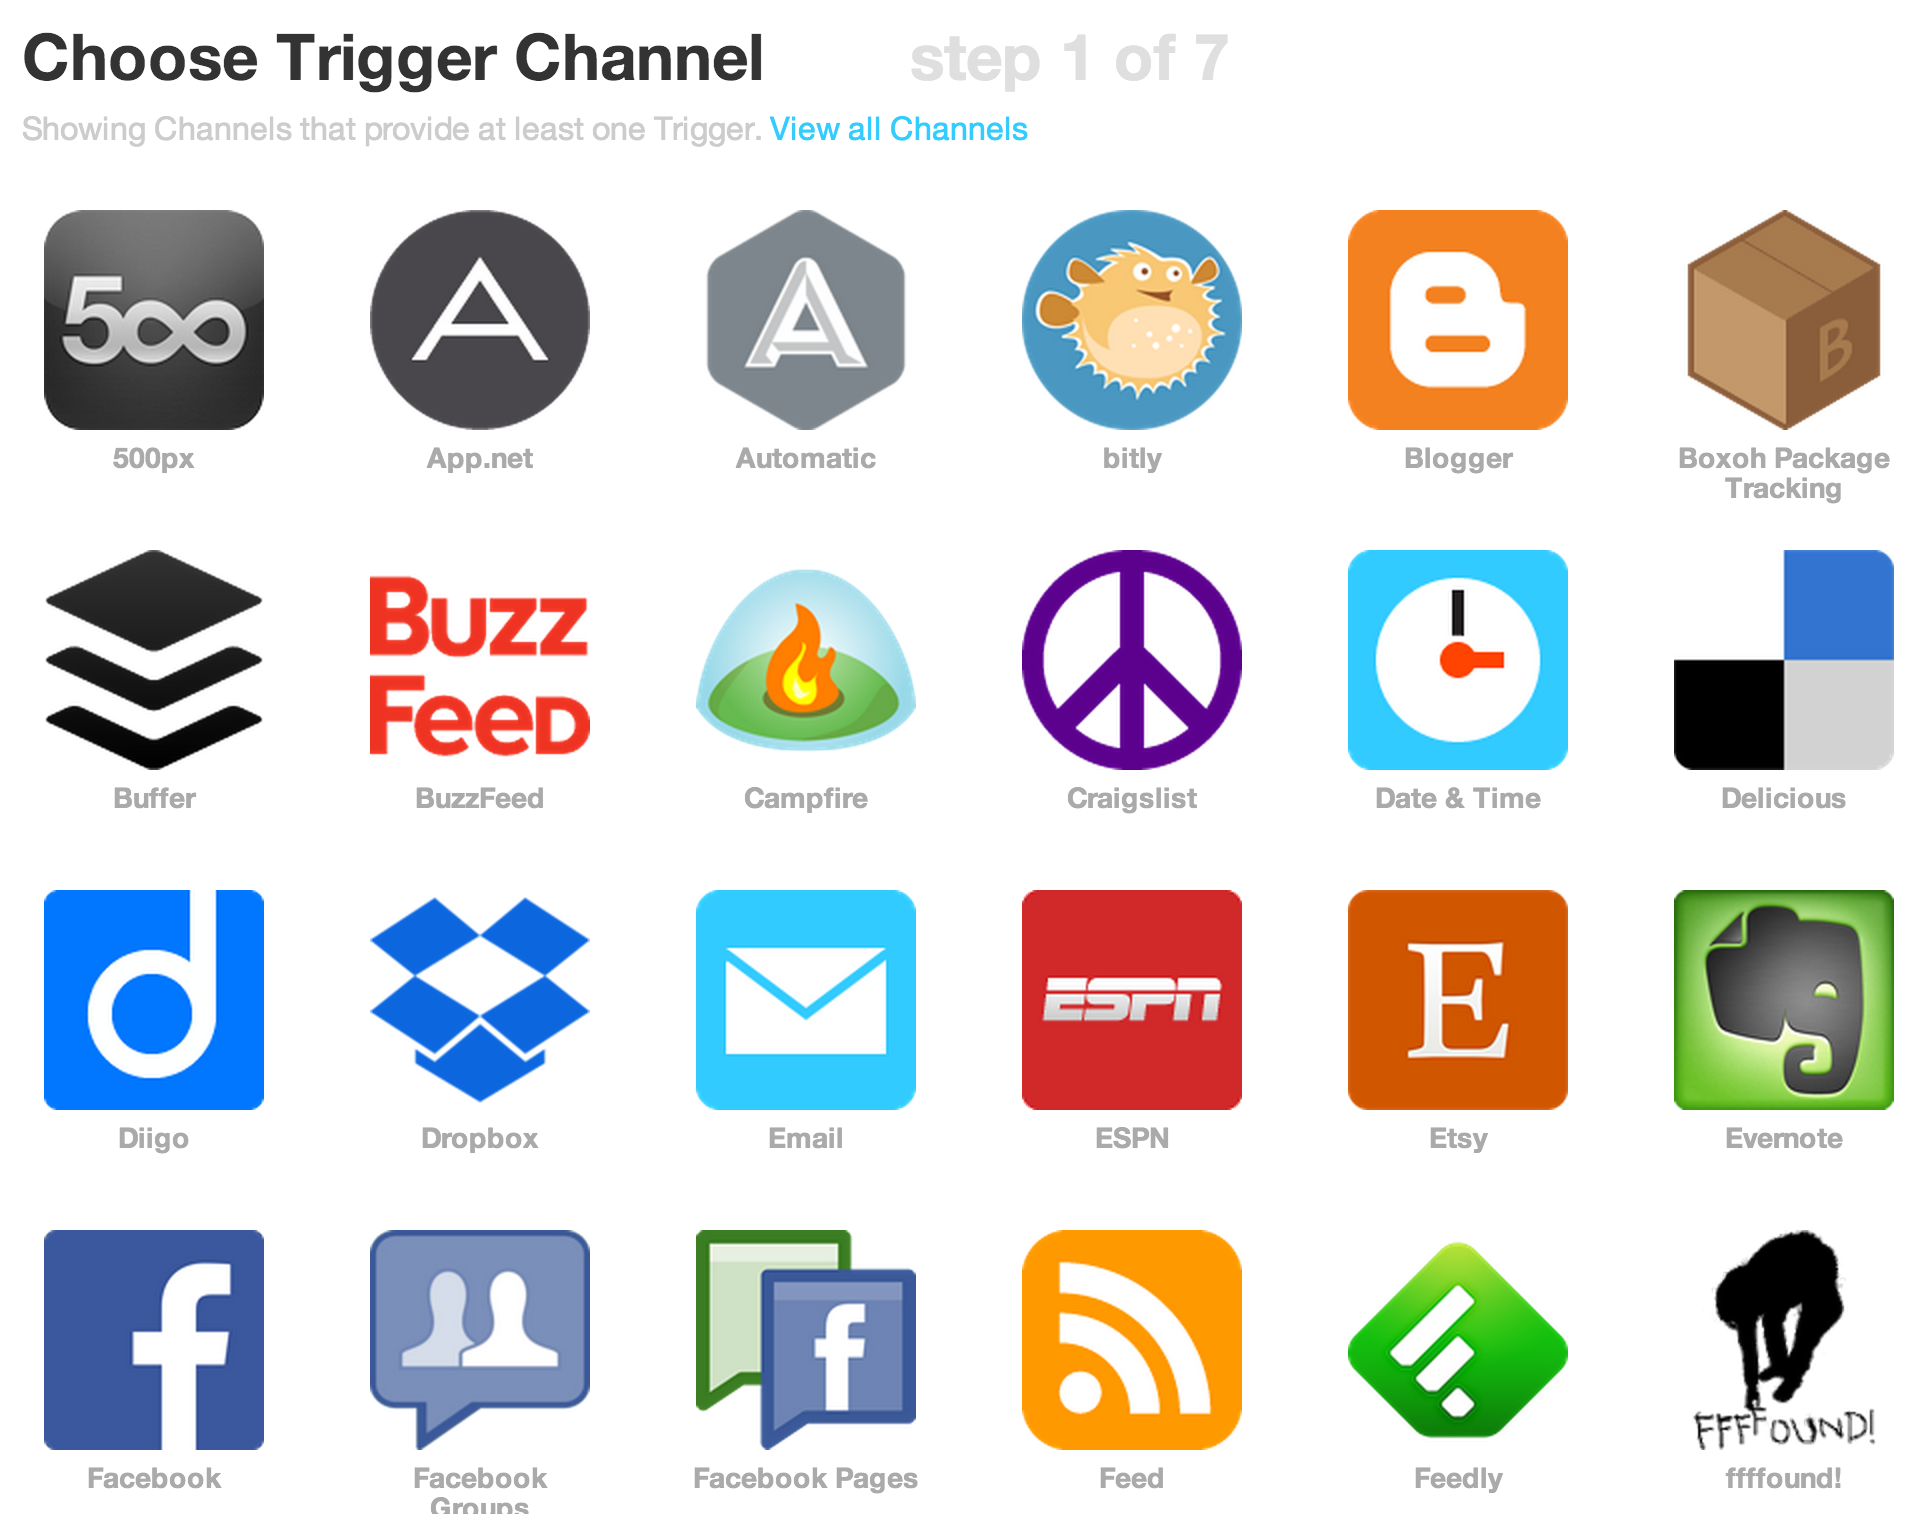 Choose Trigger Channel step 1 of 7
Showing Channels that provide at least one Trigger. View all Channels
500
A
A
B
B
500px
App.net
Automatic
bitly
Blogger
Boxoh Package
Tracking
BUZZ
FEED
Buffer
BuzzFeed
Campfire
Craigslist
Date & Time
Delicious
d
ESPN
E
Diigo
Dropbox
Email
ESPN
Etsy
Evernote
f
f
FFFFOUND!
Facebook
Facebook
Groups
Facebook Pages
Feed
Feedly
ffffound!